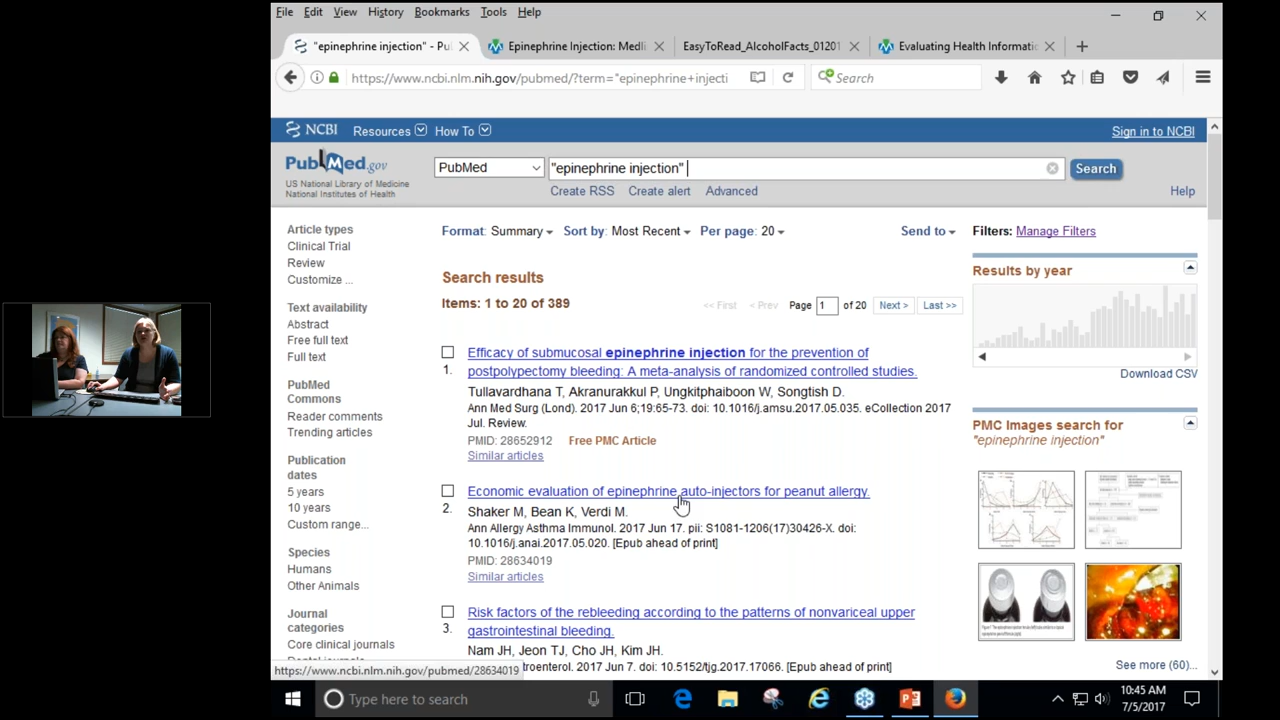 File Edit View History Bookmarks Tools Help
"epinephrine injection" - Pu
Epinephrine Injection: Medli
EasyToRead_AlcoholFacts_01201
Evaluating Health Informati
https://www.ncbi.nlm.nih.gov/pubmed/?term="epinephrine+injecti
Search
NCBI Resources How To
Sign in to NCBI
PubMed.gov
US National Library of Medicine
National Institutes of Health
PubMed
"epinephrine injection"
Search
Create RSS Create alert Advanced
Help
Article types
Clinical Trial
Review
Customize ...
Text availability
Abstract
Free full text
Full text
PubMed
Commons
Reader comments
Trending articles
Publication
dates
5 years
10 years
Custom range...
Species
Humans
Other Animals
Journal
categories
Core clinical journals
Format: Summary Sort by: Most Recent Per page: 20
Send to
Search results
Items: 1 to 20 of 389
<< First < Prev Page 1 of 20 Next > Last >>
Efficacy of submucosal epinephrine injection for the prevention of
1. postpolypectomy bleeding: A meta-analysis of randomized controlled studies.
Tullavardhana T, Akranurakkul P, Ungkitphaiboon W, Songtish D.
Ann Med Surg (Lond). 2017 Jun 6;19:65-73. doi: 10.1016/j.amsu.2017.05.035. eCollection 2017
Jul. Review.
PMID: 28652912 Free PMC Article
Similar articles
Economic evaluation of epinephrine auto-injectors for peanut allergy.
2. Shaker M, Bean K, Verdi M.
Ann Allergy Asthma Immunol. 2017 Jun 17. pii: S1081-1206(17)30426-X. doi:
10.1016/j.anai.2017.05.020. [Epub ahead of print]
PMID: 28634019
Similar articles
Risk factors of the rebleeding according to the patterns of nonvariceal upper
3. gastrointestinal bleeding.
Nam JH, Jeon TJ, Cho JH, Kim JH.
troenterol. 2017 Jun 7. doi: 10.5152/tjg.2017.17066. [Epub ahead of print]
Filters: Manage Filters
Results by year
Download CSV
PMC Images search for
"epinephrine injection"
See more (60)...
https://www.ncbi.nlm.nih.gov/pubmed/28634019
Type here to search
10:45 AM
7/5/2017